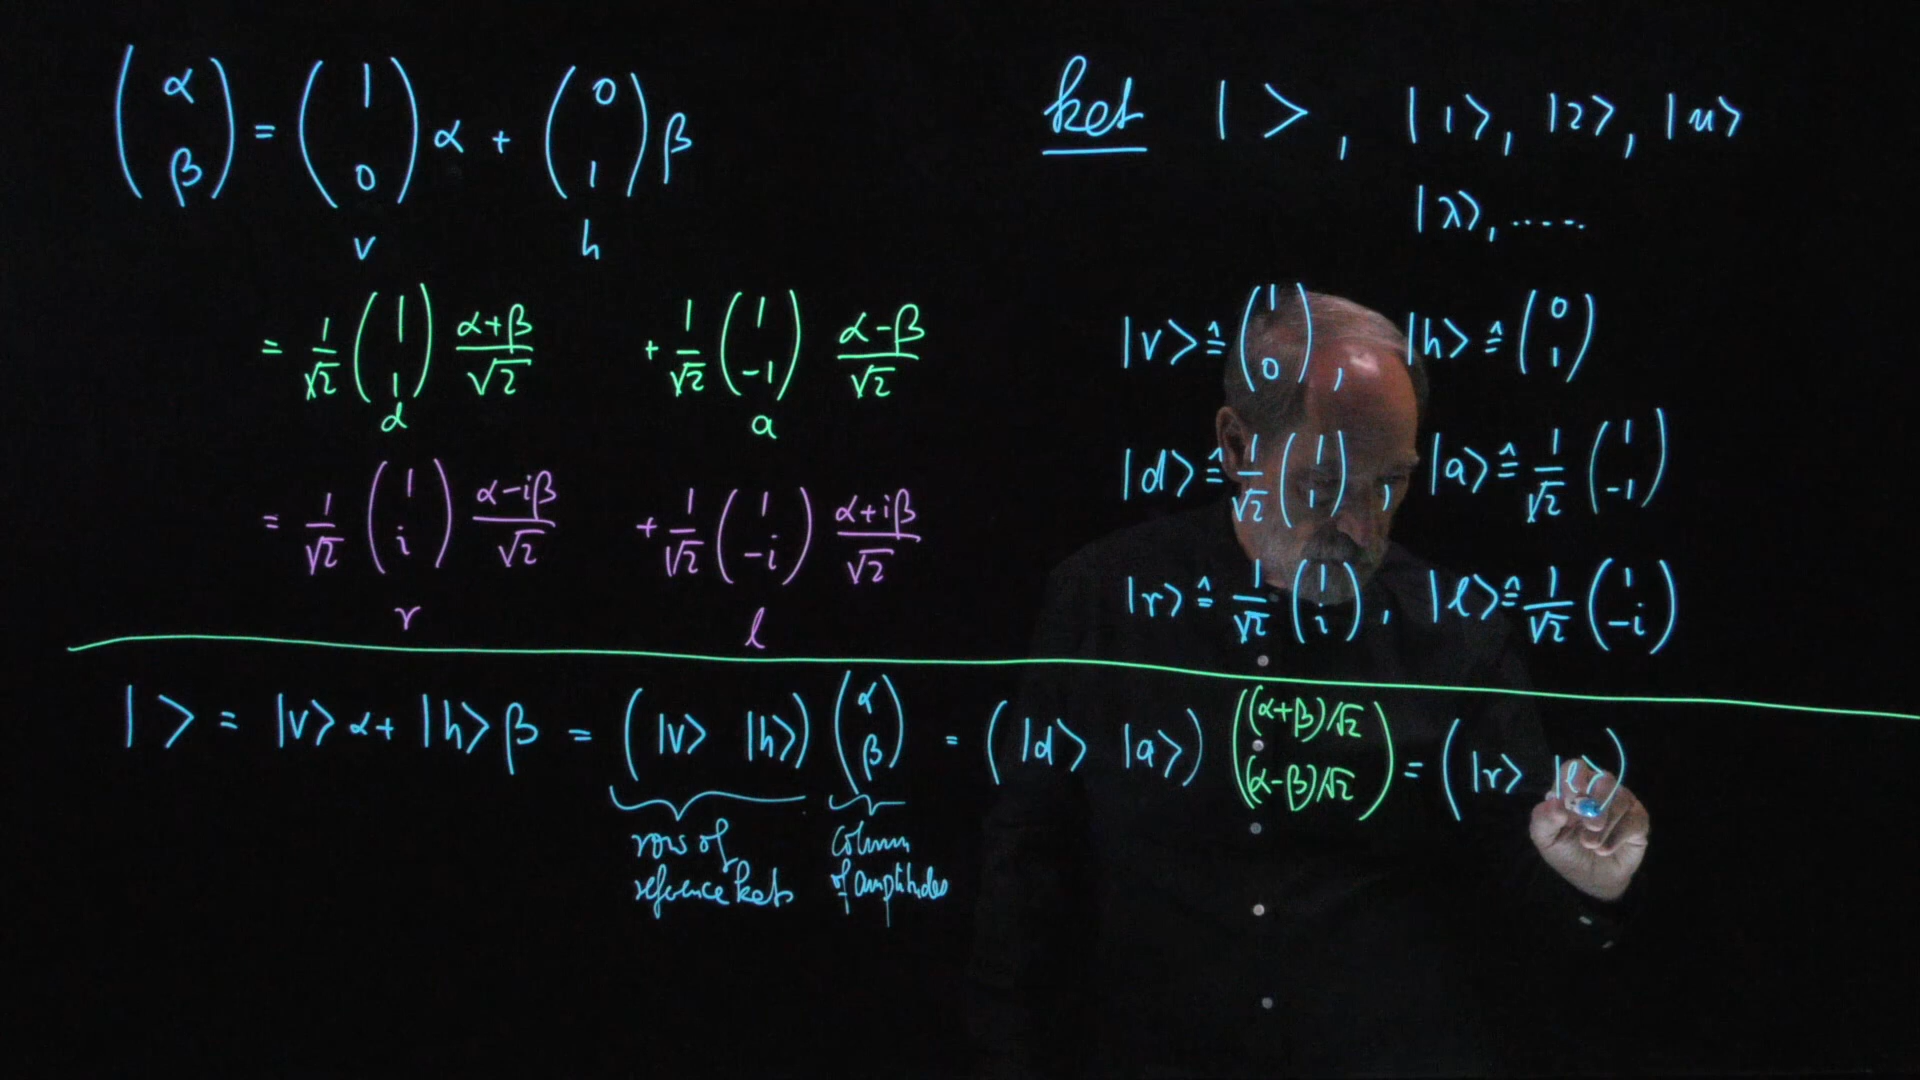 (α β) = (1 0) α + (0 1) β
v h
= 1/√2 (1 1) (α+β)/√2 + 1/√2 (1 -1) (α-β)/√2
d a
= 1/√2 (1 i) (α-iβ)/√2 + 1/√2 (1 -i) (α+iβ)/√2
r l
ket | >, |1>, |2>, |n>
|λ>, .....
|v> ≙ (1 0), |h> ≙ (0 1)
|d> ≙ 1/√2 (1 1), |a> ≙ 1/√2 (1 -1)
|r> ≙ 1/√2 (1 i), |l> ≙ 1/√2 (1 -i)
| > = |v> α + |h> β = (|v> |h>) (α β) = (|d> |a>) ((α+β)/√2 (α-β)/√2) = (|r> |l>)
rows of
reference kets
column
of amplitudes